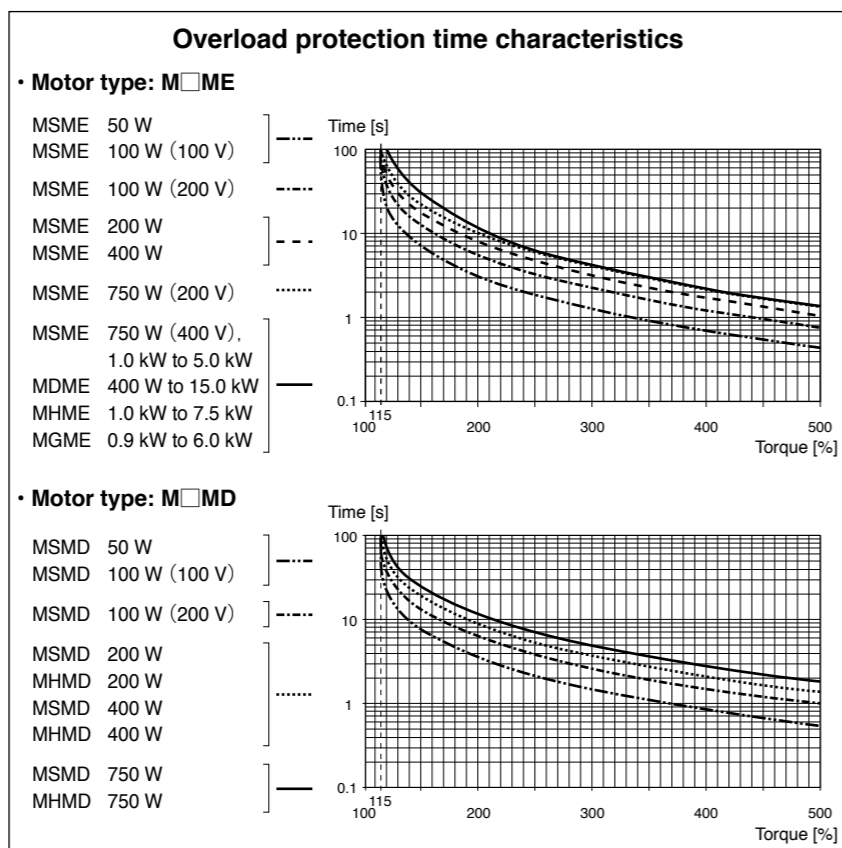 Overload protection time characteristics
・Motor type: M□ME
MSME 50 W
MSME 100 W (100 V)
MSME 100 W (200 V)
MSME 200 W
MSME 400 W
MSME 750 W (200 V)
MSME 750 W (400 V),
1.0 kW to 5.0 kW
MDME 400 W to 15.0 kW
MHME 1.0 kW to 7.5 kW
MGME 0.9 kW to 6.0 kW
Time [s]
100
10
1
0.1
100 115 200 300 400 500
Torque [%]
・Motor type: M□MD
MSMD 50 W
MSMD 100 W (100 V)
MSMD 100 W (200 V)
MSMD 200 W
MHMD 200 W
MSMD 400 W
MHMD 400 W
MSMD 750 W
MHMD 750 W
Time [s]
100
10
1
0.1
100 115 200 300 400 500
Torque [%]